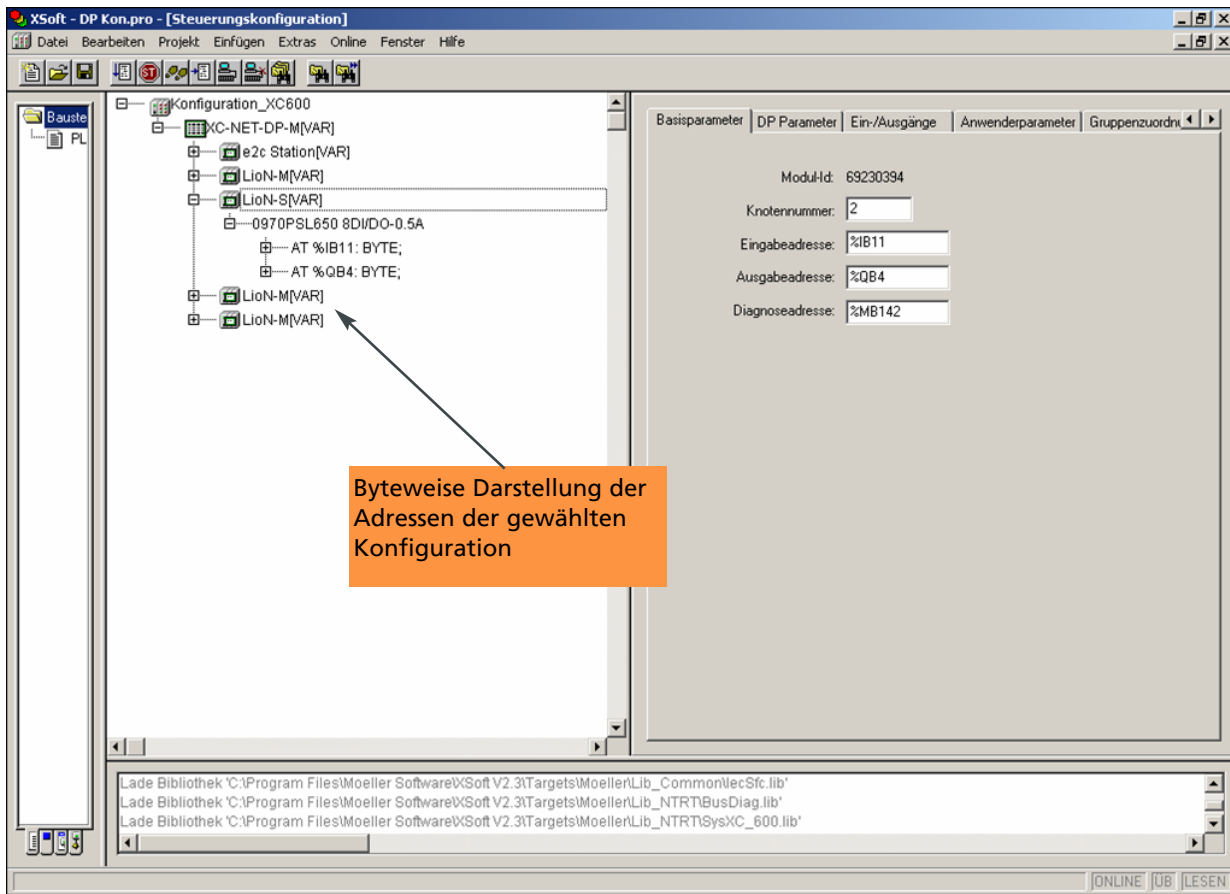 XSoft - DP Kon.pro - [Steuerungskonfiguration]
Datei Bearbeiten Projekt Einfügen Extras Online Fenster Hilfe
Bauste
PL
Konfiguration_XC600
XC-NET-DP-M[VAR]
e2c Station[VAR]
LioN-M[VAR]
LioN-S[VAR]
0970PSL650 8DI/DO-0.5A
AT %IB11: BYTE;
AT %QB4: BYTE;
LioN-M[VAR]
LioN-M[VAR]
Basisparameter DP Parameter Ein-/Ausgänge Anwenderparameter Gruppenzuordnu
Modul-Id: 69230394
Knotennummer: 2
Eingabeadresse: %IB11
Ausgabeadresse: %QB4
Diagnoseadresse: %MB142
Byteweise Darstellung der
Adressen der gewählten
Konfiguration
Lade Bibliothek 'C:\Program Files\Moeller Software\XSoft V2.3\Targets\Moeller\Lib_Common\Iecsfc.lib'
Lade Bibliothek 'C:\Program Files\Moeller Software\XSoft V2.3\Targets\Moeller\Lib_NTRT\BusDiag.lib'
Lade Bibliothek 'C:\Program Files\Moeller Software\XSoft V2.3\Targets\Moeller\Lib_NTRT\SysXC_600.lib'
ONLINE ÜB LESEN